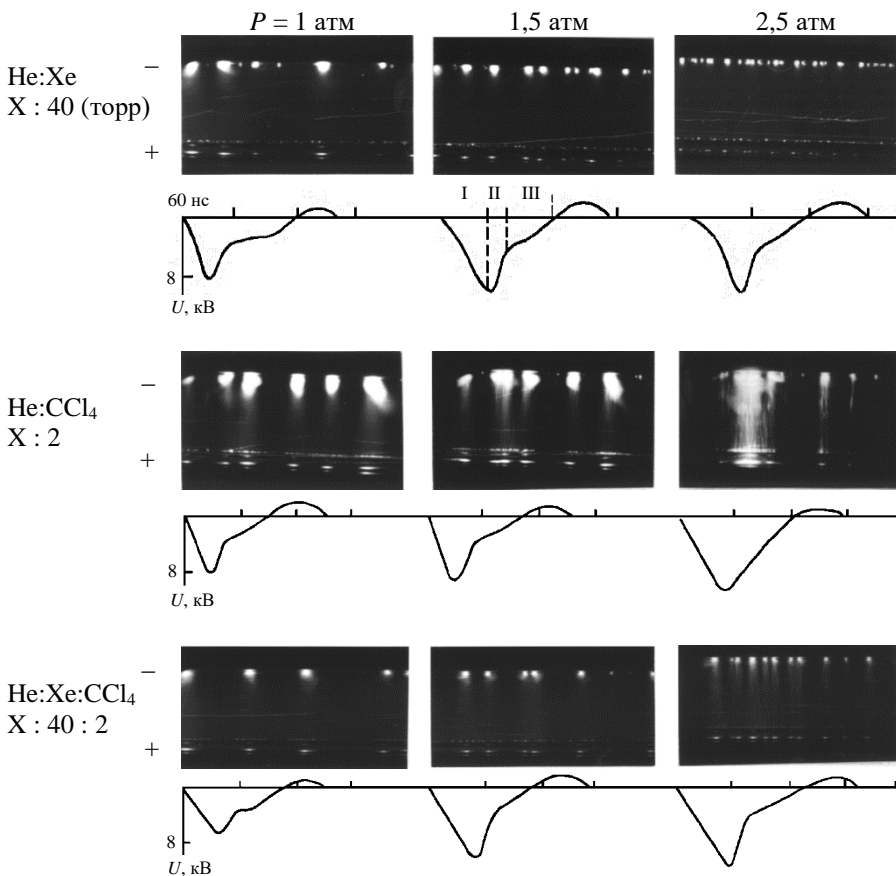 P = 1 атм 1,5 атм 2,5 атм
He:Xe
X : 40 (торр)
–
+
60 нс
I II III
8
U, кВ
He:CCl₄
X : 2
–
+
8
U, кВ
He:Xe:CCl₄
X : 40 : 2
–
+
8
U, кВ